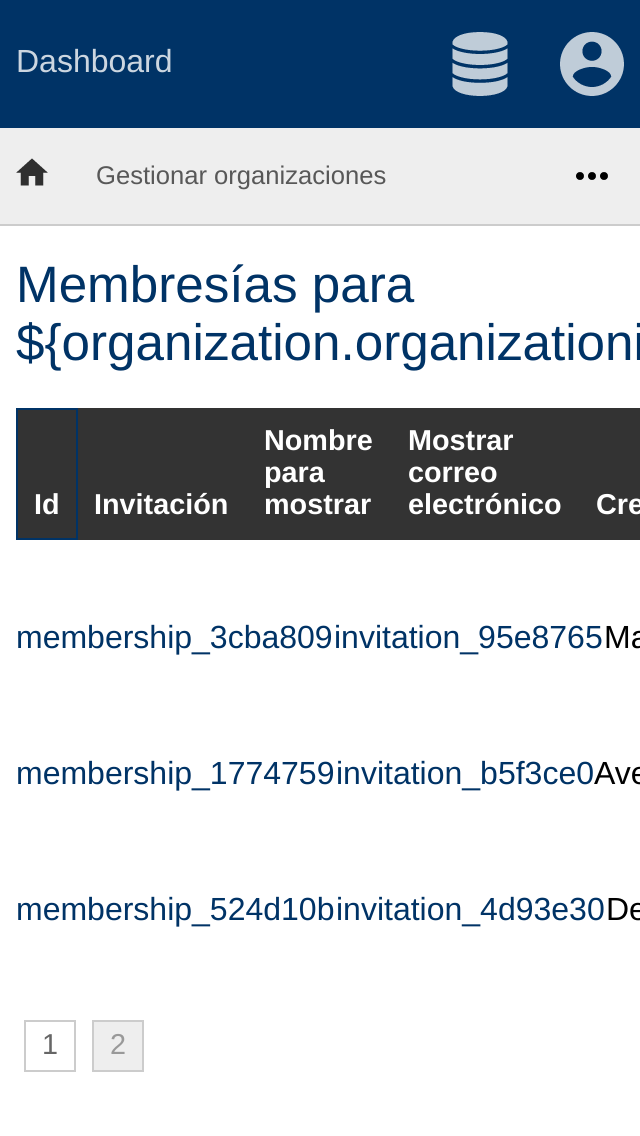 Dashboard
Gestionar organizaciones
Membresías para
${organization.organizationi
Id Invitación Nombre para mostrar Mostrar correo electrónico Cre
membership_3cba809 invitation_95e8765 Ma
membership_1774759 invitation_b5f3ce0 Ave
membership_524d10b invitation_4d93e30 De
1 2